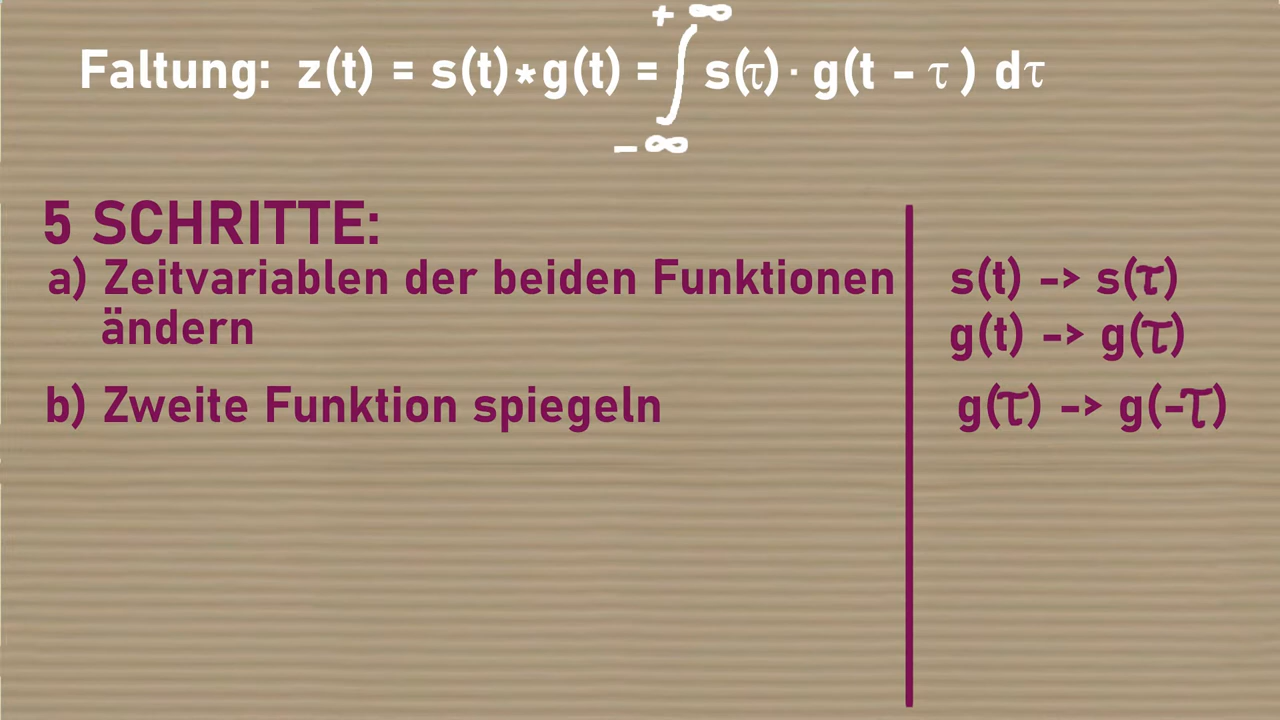 + ∞
Faltung: z(t) = s(t)*g(t) = ∫ s(τ) · g(t - τ) dτ
- ∞
5 SCHRITTE:
a) Zeitvariablen der beiden Funktionen s(t) -> s(τ)
ändern g(t) -> g(τ)
b) Zweite Funktion spiegeln g(τ) -> g(-τ)